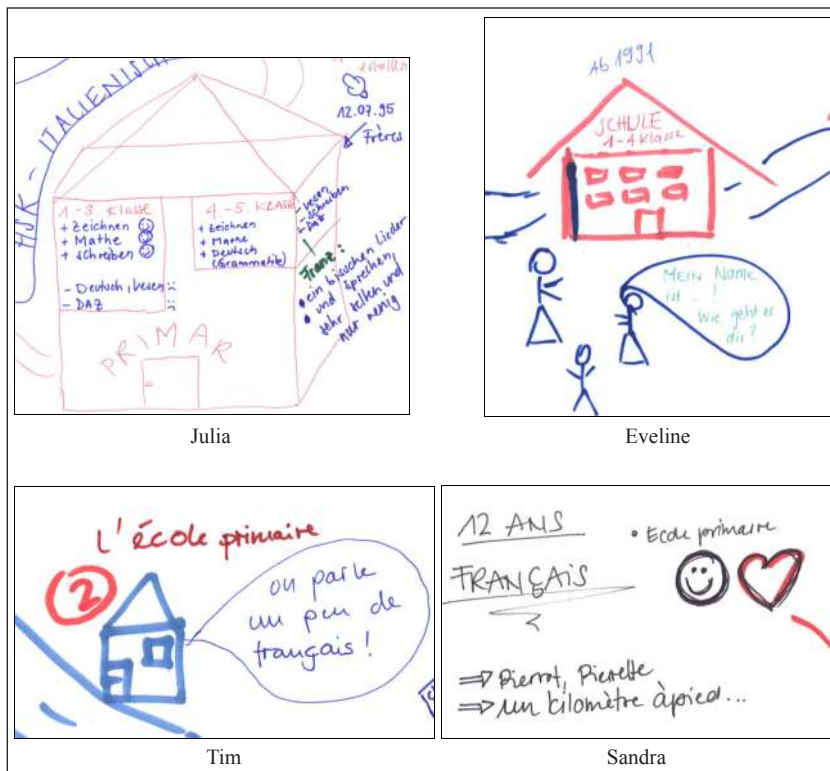 HSK - ITALIENISCH
erhalten
12.07.95
Frères
1.-3. Klasse
+ Zeichnen
+ Mathe
+ schreiben
- Deutsch, lesen
- DAZ
4.-5. KLASSE
+ zeichnen
+ Mathe
+ Deutsch
(Grammatik)
- lesen
- schreiben
- DAZ
Franz:
ein bisschen Lieder
und sprechen,
sehr selten und
nur wenig
PRIMAR
Julia
Ab 1991
SCHULE
1-4 Klasse
MEIN NAME
ist ... !
Wie geht es
dir?
Eveline
L'école primaire
2
on parle
un peu de
français!
Tim
12 ANS
• Ecole primaire
FRANÇAIS
⇒ Pierrot, Pierette
⇒ un kilomètre à pied...
Sandra